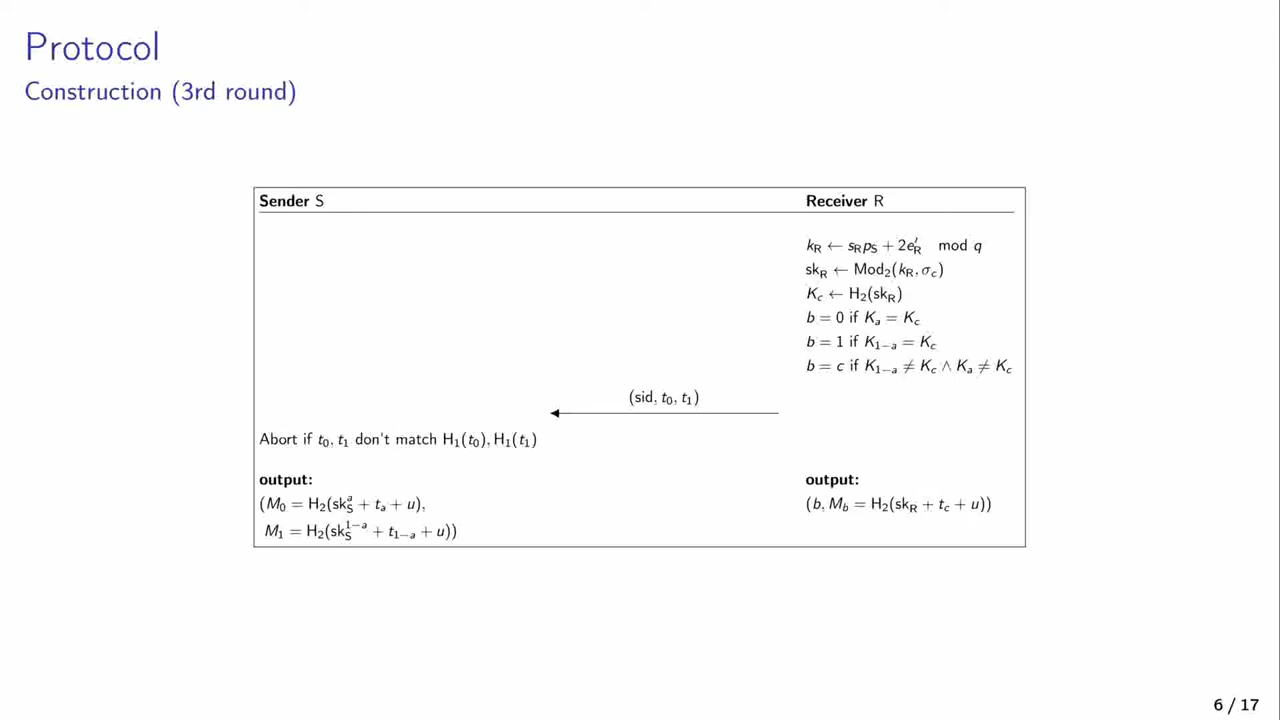 Protocol
Construction (3rd round)
Sender S
Receiver R
k_R ← s_R p_S + 2e'_R mod q
sk_R ← Mod_2(k_R, σ_c)
K_c ← H_2(sk_R)
b = 0 if K_a = K_c
b = 1 if K_{1−a} = K_c
b = c if K_{1−a} ≠ K_c ∧ K_a ≠ K_c
(sid, t_0, t_1)
Abort if t_0, t_1 don't match H_1(t_0), H_1(t_1)
output:
(M_0 = H_2(sk_S^a + t_a + u),
M_1 = H_2(sk_S^{1−a} + t_{1−a} + u))
output:
(b, M_b = H_2(sk_R + t_c + u))
6 / 17